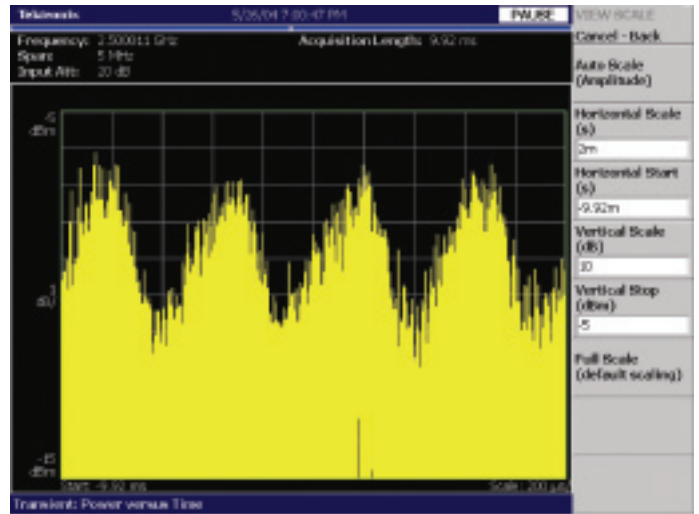 Tektronix 5/26/04 7:00:47 PM PAUSE VIEW SCALE
Frequency: 2.500011 GHz Acquisition Length: 9.92 ms
Span: 5 MHz
Input Att: 20 dB
Cancel - Back
Auto Scale
(Amplitude)
Horizontal Scale
(s)
2m
Horizontal Start
(s)
-9.92m
Vertical Scale
(dB)
10
Vertical Stop
(dBm)
-5
Full Scale
(default scaling)
-5
dBm
1
dB/
-15
dBm
Start: -9.92 ms Scale: 200 µs/
Transient: Power versus Time